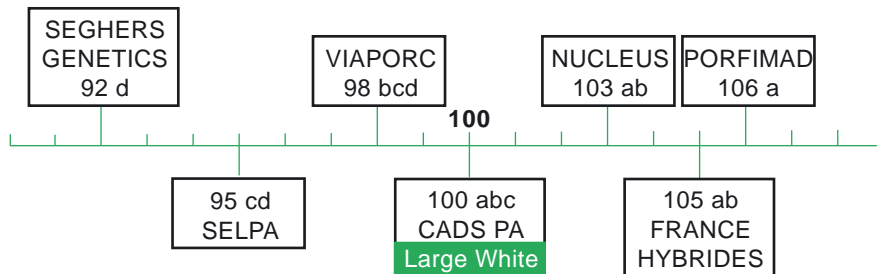 SEGHERS
GENETICS
92 d
VIAPORC
98 bcd
NUCLEUS
103 ab
PORFIMAD
106 a
100
95 cd
SELPA
100 abc
CADS PA
Large White
105 ab
FRANCE
HYBRIDES